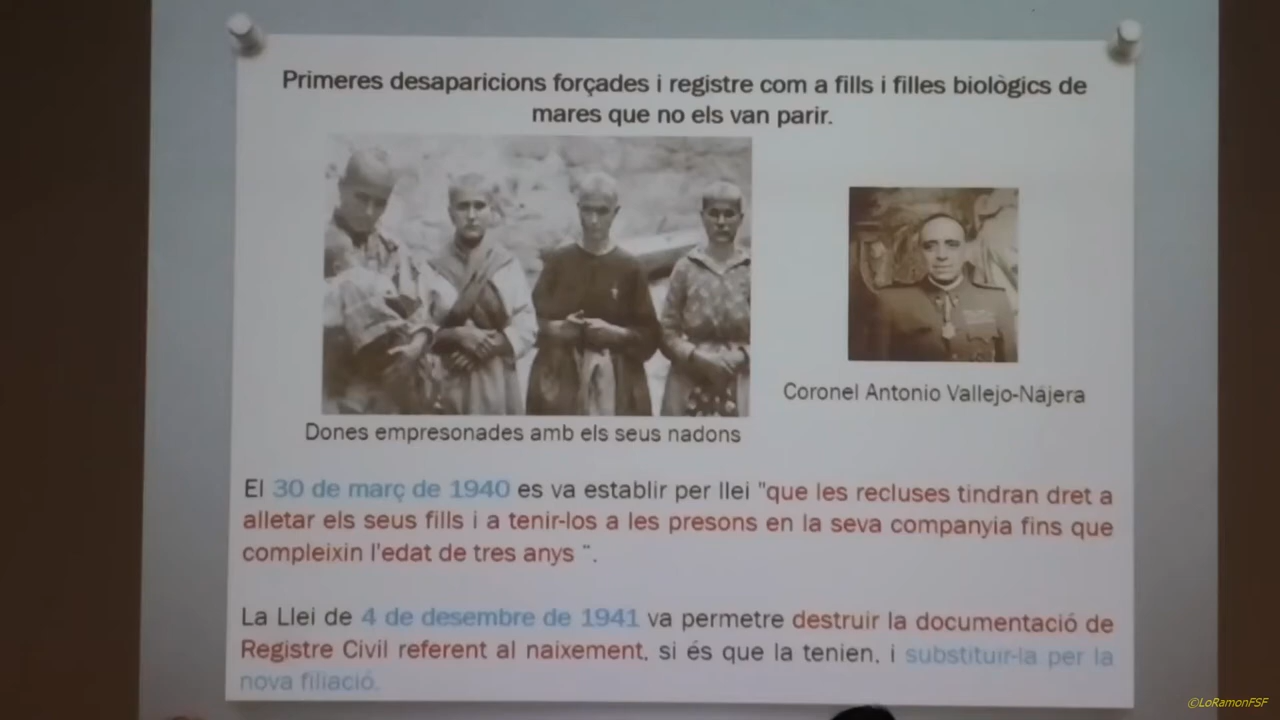 Primeres desaparicions forçades i registre com a fills i filles biològics de
mares que no els van parir.
Dones empresonades amb els seus nadons
Coronel Antonio Vallejo-Nájera
El 30 de març de 1940 es va establir per llei "que les recluses tindran dret a
alletar els seus fills i a tenir-los a les presons en la seva companyia fins que
compleixin l'edat de tres anys ".
La Llei de 4 de desembre de 1941 va permetre destruir la documentació de
Registre Civil referent al naixement, si és que la tenien, i substituir-la per la
nova filiació.
©LoRamonFSF